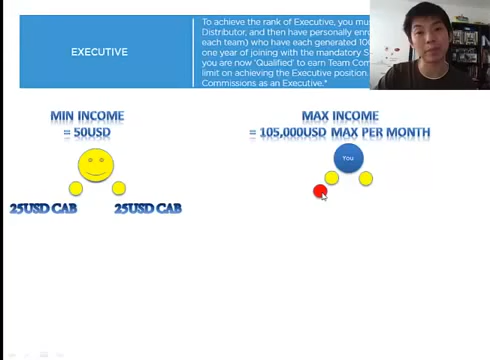 EXECUTIVE
To achieve the rank of Executive, you mus
Distributor, and then have personally enro
each team) who have each generated 100
one year of joining with the mandatory S
you are now 'Qualified' to earn Team Com
limit on achieving the Executive position.
Commissions as an Executive.*
MIN INCOME
= 50USD
25USD CAB
25USD CAB
MAX INCOME
= 105,000USD MAX PER MONTH
You